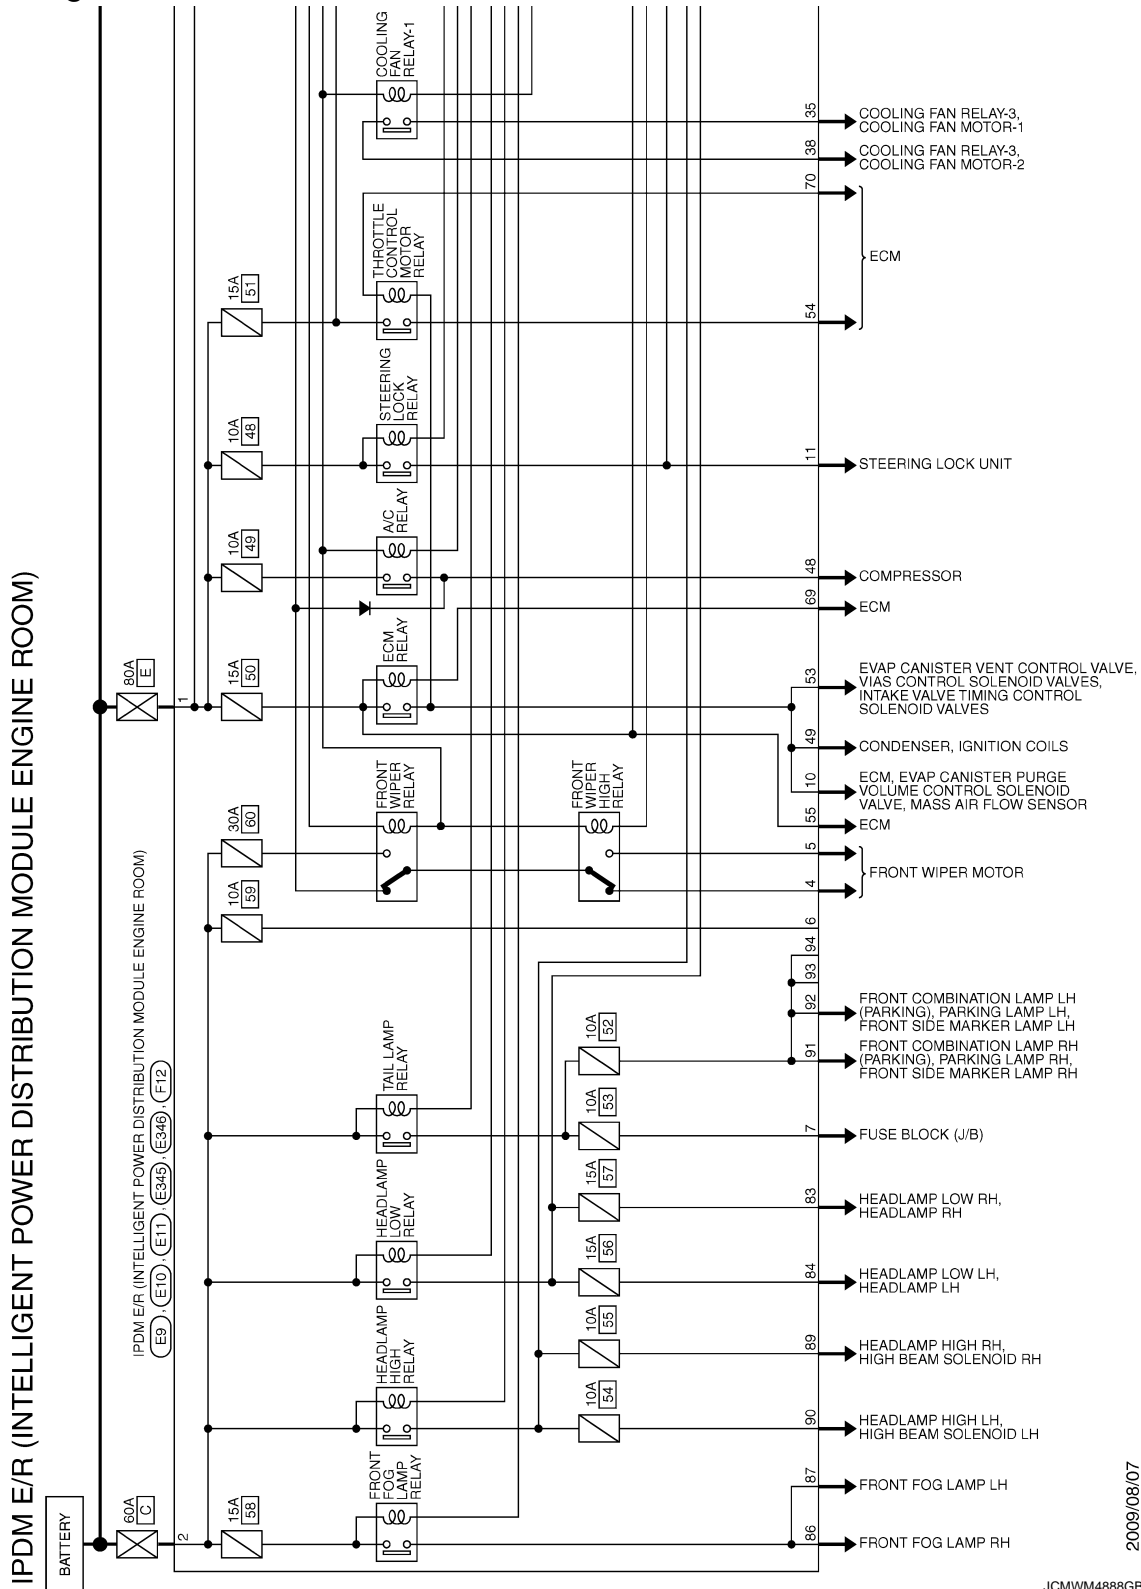 IPDM E/R (INTELLIGENT POWER DISTRIBUTION MODULE ENGINE ROOM)
BATTERY
80A
E
1
60A
C
2
IPDM E/R (INTELLIGENT POWER DISTRIBUTION MODULE ENGINE ROOM)
E9 , E10 , E11 , E345 , E346 , F12
15A
51
10A
48
10A
49
15A
50
30A
60
10A
59
15A
58
COOLING
FAN
RELAY-1
THROTTLE
CONTROL
MOTOR
RELAY
STEERING
LOCK
RELAY
A/C
RELAY
ECM
RELAY
FRONT
WIPER
RELAY
FRONT
WIPER
HIGH
RELAY
TAIL LAMP
RELAY
HEADLAMP
LOW
RELAY
HEADLAMP
HIGH
RELAY
FRONT
FOG
LAMP
RELAY
10A
52
10A
53
15A
57
15A
56
10A
55
10A
54
35
COOLING FAN RELAY-3,
COOLING FAN MOTOR-1
38
COOLING FAN RELAY-3,
COOLING FAN MOTOR-2
70
ECM
54
11
STEERING LOCK UNIT
48
COMPRESSOR
69
ECM
53
EVAP CANISTER VENT CONTROL VALVE,
VIAS CONTROL SOLENOID VALVES,
INTAKE VALVE TIMING CONTROL
SOLENOID VALVES
49
CONDENSER, IGNITION COILS
10
ECM, EVAP CANISTER PURGE
VOLUME CONTROL SOLENOID
VALVE, MASS AIR FLOW SENSOR
55
ECM
5
FRONT WIPER MOTOR
4
6
94
93
92
FRONT COMBINATION LAMP LH
(PARKING), PARKING LAMP LH,
FRONT SIDE MARKER LAMP LH
91
FRONT COMBINATION LAMP RH
(PARKING), PARKING LAMP RH,
FRONT SIDE MARKER LAMP RH
7
FUSE BLOCK (J/B)
83
HEADLAMP LOW RH,
HEADLAMP RH
84
HEADLAMP LOW LH,
HEADLAMP LH
89
HEADLAMP HIGH RH,
HIGH BEAM SOLENOID RH
90
HEADLAMP HIGH LH,
HIGH BEAM SOLENOID LH
87
FRONT FOG LAMP LH
86
FRONT FOG LAMP RH
2009/08/07